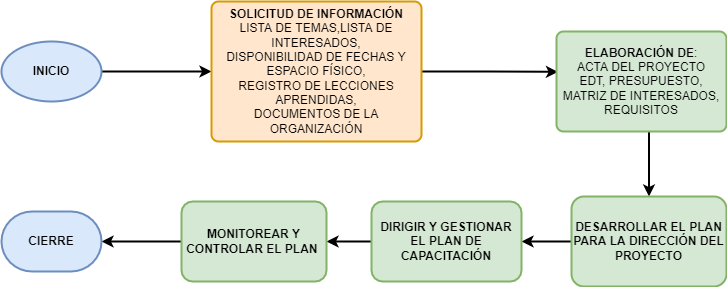 INICIO
SOLICITUD DE INFORMACIÓN
LISTA DE TEMAS,LISTA DE
INTERESADOS,
DISPONIBILIDAD DE FECHAS Y
ESPACIO FÍSICO,
REGISTRO DE LECCIONES
APRENDIDAS,
DOCUMENTOS DE LA
ORGANIZACIÓN
ELABORACIÓN DE:
ACTA DEL PROYECTO
EDT, PRESUPUESTO,
MATRIZ DE INTERESADOS,
REQUISITOS
DESARROLLAR EL PLAN
PARA LA DIRECCIÓN DEL
PROYECTO
DIRIGIR Y GESTIONAR
EL PLAN DE
CAPACITACIÓN
MONITOREAR Y
CONTROLAR EL PLAN
CIERRE